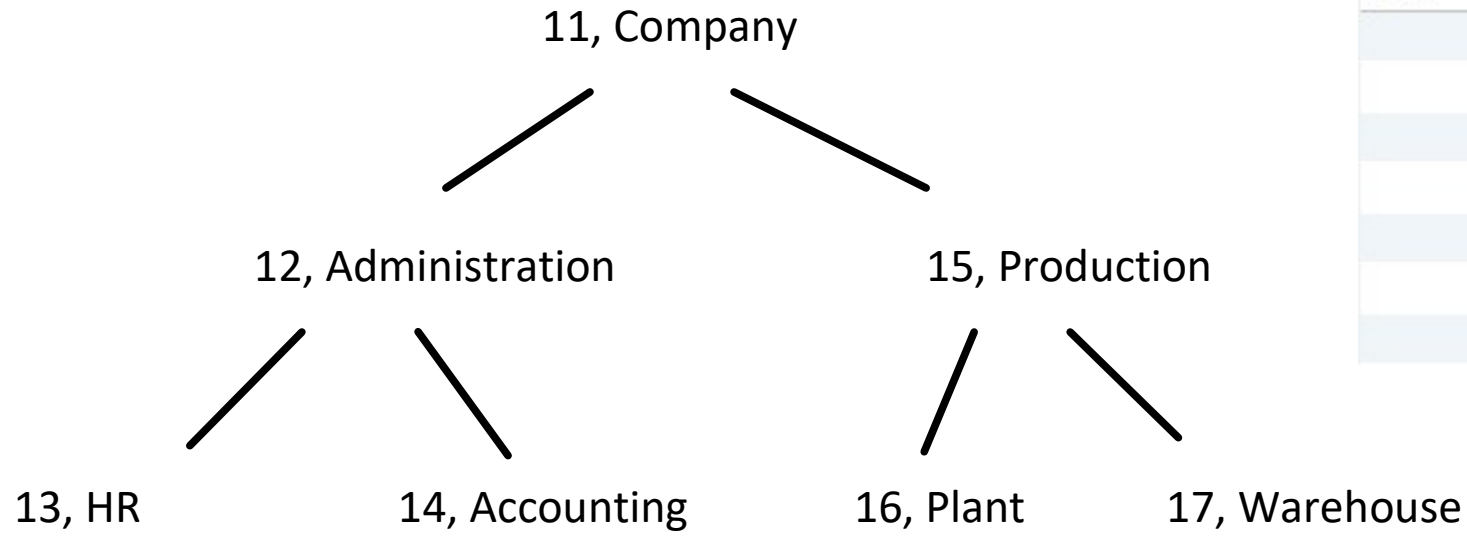 11, Company
12, Administration
15, Production
13, HR
14, Accounting
16, Plant
17, Warehouse